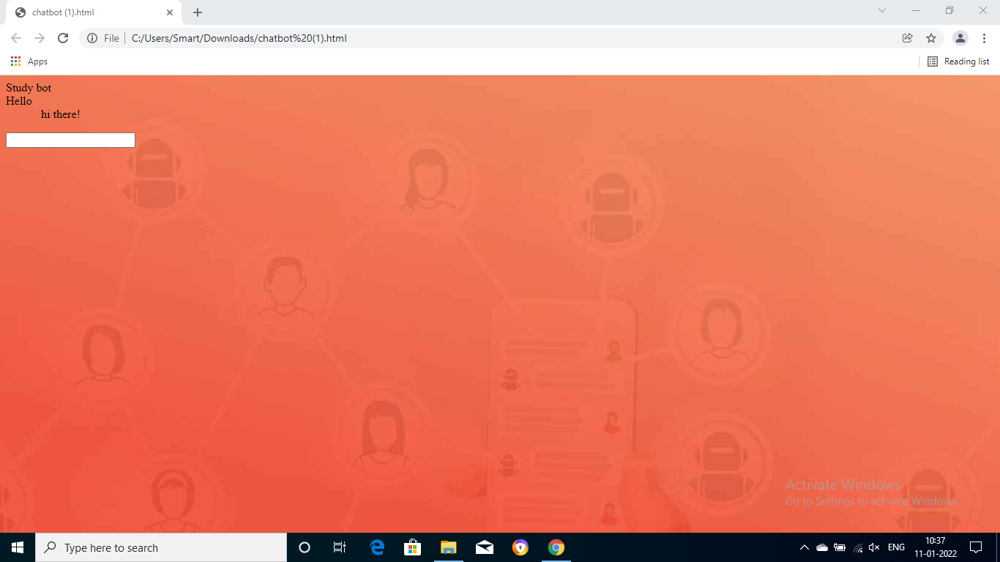 chatbot (1).html
File
C:/Users/Smart/Downloads/chatbot%20(1).html
Apps
Reading list
Study bot
Hello
hi there!
Activate Windows
Go to Settings to activate Windows.
Type here to search
ENG
10:37
11-01-2022